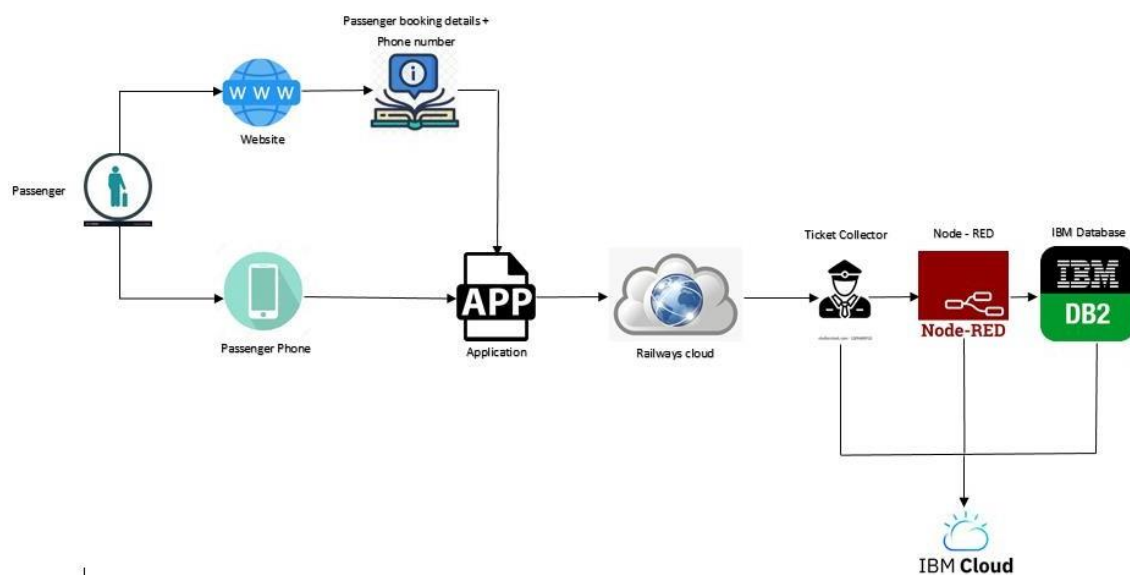 Passenger booking details +
Phone number
WWW
Website
Passenger
Passenger Phone
APP
Application
Railways cloud
Ticket Collector
Node - RED
Node-RED
IBM Database
IBM
DB2
IBM Cloud